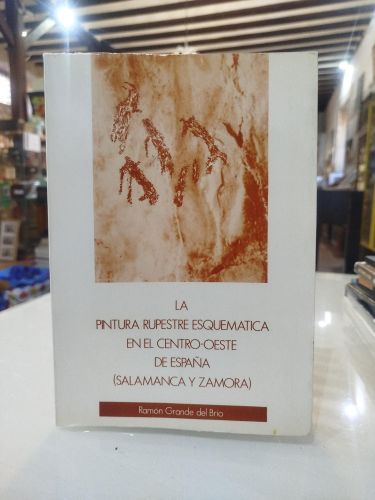 LA
PINTURA RUPESTRE ESQUEMATICA
EN EL CENTRO-OESTE
DE ESPAÑA
(SALAMANCA Y ZAMORA)
Ramón Grande del Brío